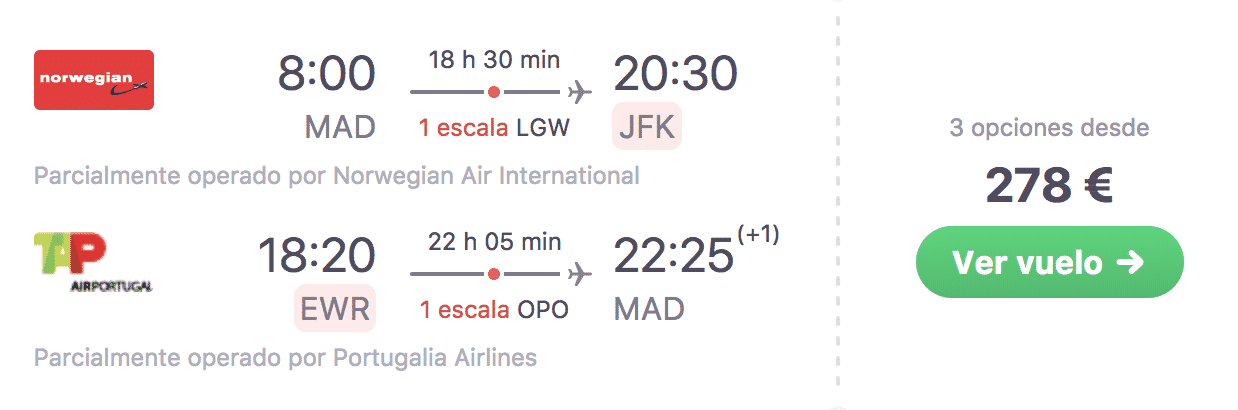 norwegian
8:00
18 h 30 min
20:30
MAD
1 escala LGW
JFK
Parcialmente operado por Norwegian Air International
TAP
AIRPORTUGAL
18:20
22 h 05 min
22:25(+1)
EWR
1 escala OPO
MAD
Parcialmente operado por Portugalia Airlines
3 opciones desde
278 €
Ver vuelo →